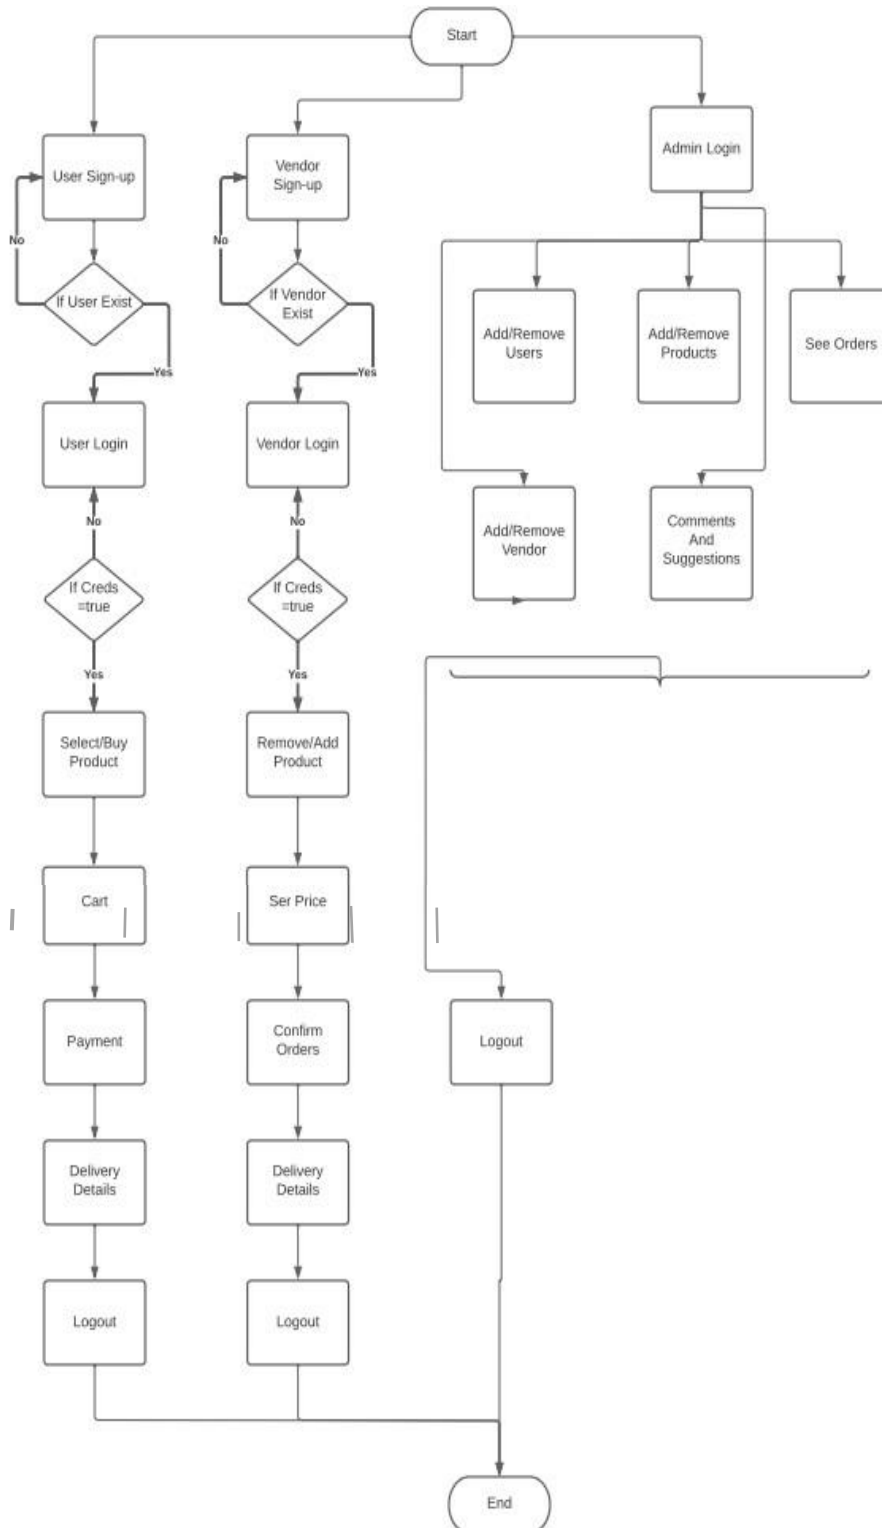 Start
User Sign-up
Vendor
Sign-up
Admin Login
No
No
If User Exist
If Vendor
Exist
Add/Remove
Users
Add/Remove
Products
See Orders
Yes
Yes
User Login
Vendor Login
No
No
Add/Remove
Vendor
Comments
And
Suggestions
If Creds
=true
If Creds
=true
Yes
Yes
Select/Buy
Product
Remove/Add
Product
Cart
Ser Price
Payment
Confirm
Orders
Logout
Delivery
Details
Delivery
Details
Logout
Logout
End